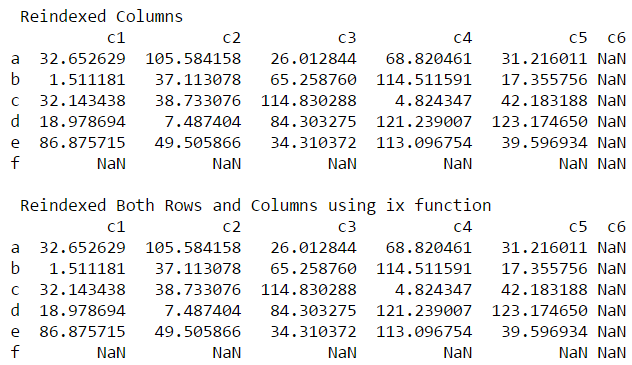 Reindexed Columns
c1 c2 c3 c4 c5 c6
a 32.652629 105.584158 26.012844 68.820461 31.216011 NaN
b 1.511181 37.113078 65.258760 114.511591 17.355756 NaN
c 32.143438 38.733076 114.830288 4.824347 42.183188 NaN
d 18.978694 7.487404 84.303275 121.239007 123.174650 NaN
e 86.875715 49.505866 34.310372 113.096754 39.596934 NaN
f NaN NaN NaN NaN NaN NaN
Reindexed Both Rows and Columns using ix function
c1 c2 c3 c4 c5 c6
a 32.652629 105.584158 26.012844 68.820461 31.216011 NaN
b 1.511181 37.113078 65.258760 114.511591 17.355756 NaN
c 32.143438 38.733076 114.830288 4.824347 42.183188 NaN
d 18.978694 7.487404 84.303275 121.239007 123.174650 NaN
e 86.875715 49.505866 34.310372 113.096754 39.596934 NaN
f NaN NaN NaN NaN NaN NaN